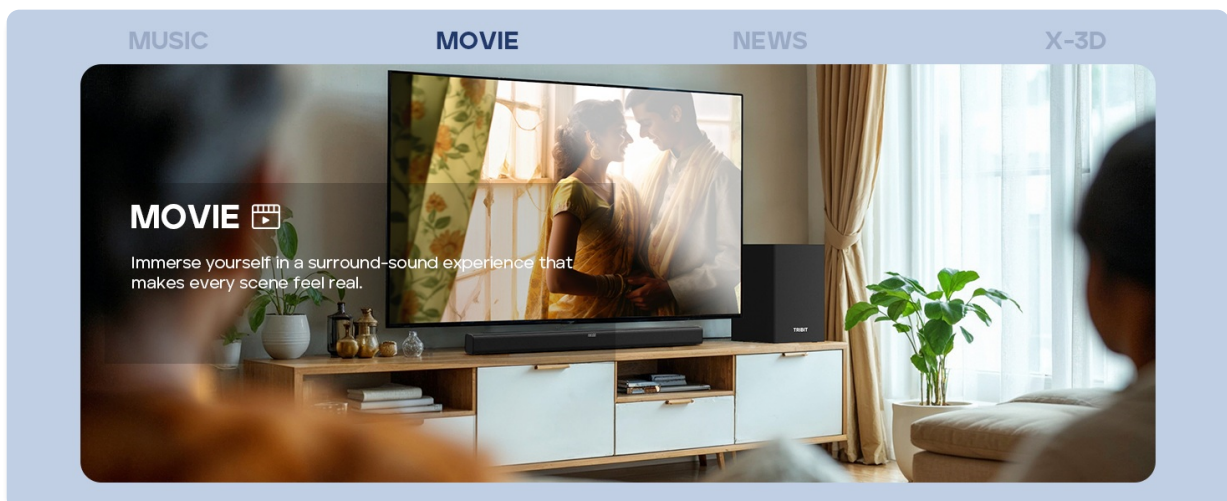 MUSIC
MOVIE
NEWS
X-3D
MOVIE
Immerse yourself in a surround-sound experience that
makes every scene feel real.
TRIBIT